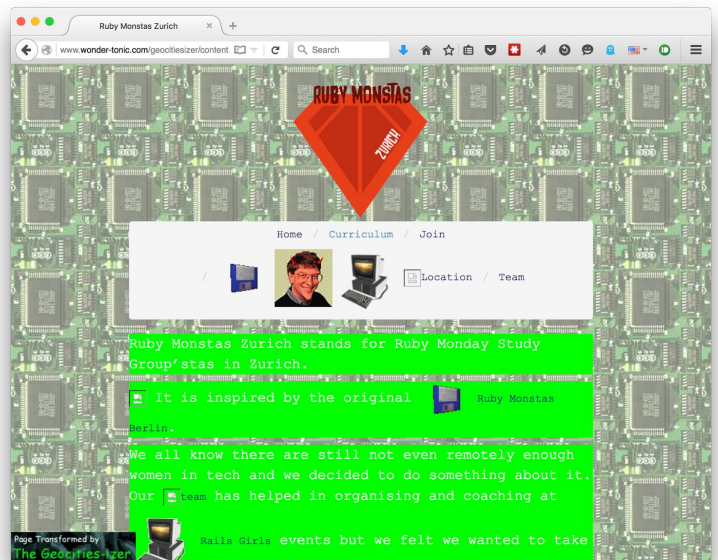 Ruby Monstas Zurich
www.wonder-tonic.com/geocitiesizer/content
Search
RUBY MONSTAS
ZURICH
Home / Curriculum / Join
/ Location / Team
Ruby Monstas Zurich stands for Ruby Monday Study
Group'stas in Zurich.
It is inspired by the original Ruby Monstas
Berlin.
We all know there are still not even remotely enough
women in tech and we decided to do something about it.
Our team has helped in organising and coaching at
Rails Girls events but we felt we wanted to take
Page Transformed by
The Geocities-izer